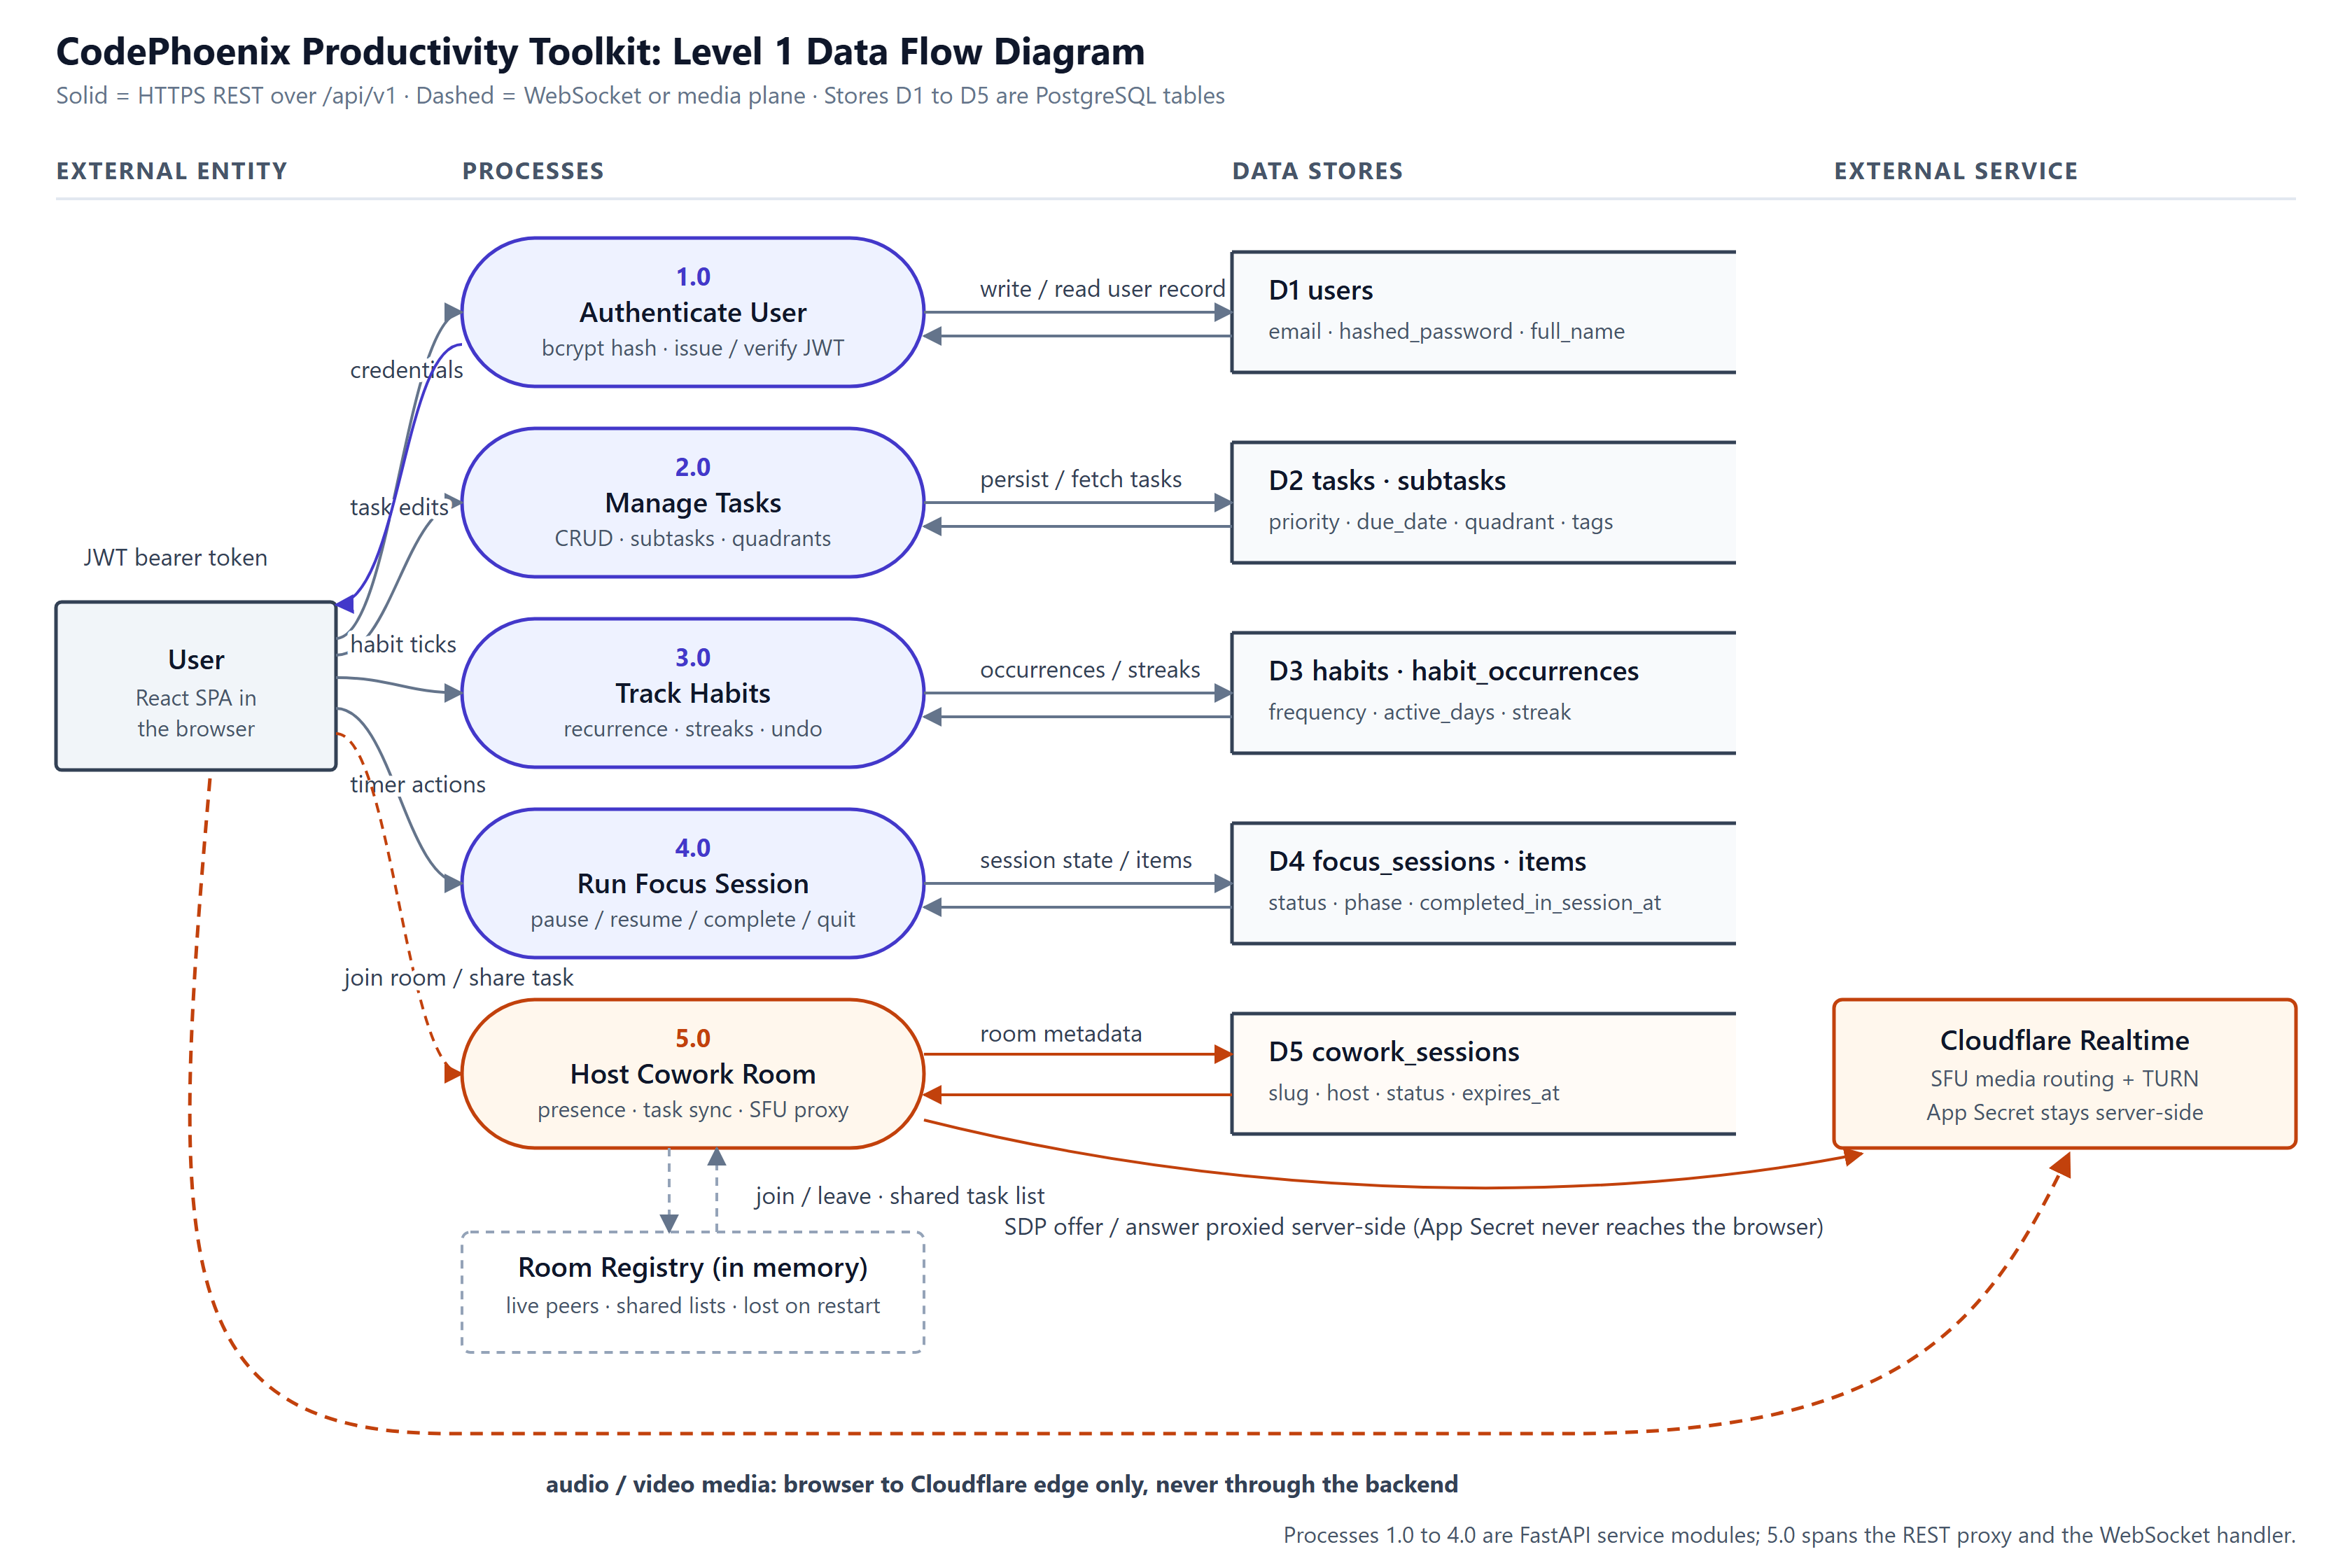 CodePhoenix Productivity Toolkit: Level 1 Data Flow Diagram
Solid = HTTPS REST over /api/v1 · Dashed = WebSocket or media plane · Stores D1 to D5 are PostgreSQL tables
EXTERNAL ENTITY
PROCESSES
DATA STORES
EXTERNAL SERVICE
1.0
Authenticate User
bcrypt hash · issue / verify JWT
write / read user record
D1 users
email · hashed_password · full_name
credentials
2.0
Manage Tasks
CRUD · subtasks · quadrants
persist / fetch tasks
D2 tasks · subtasks
priority · due_date · quadrant · tags
task edits
JWT bearer token
User
React SPA in
the browser
habit ticks
3.0
Track Habits
recurrence · streaks · undo
occurrences / streaks
D3 habits · habit_occurrences
frequency · active_days · streak
timer actions
4.0
Run Focus Session
pause / resume / complete / quit
session state / items
D4 focus_sessions · items
status · phase · completed_in_session_at
join room / share task
5.0
Host Cowork Room
presence · task sync · SFU proxy
room metadata
D5 cowork_sessions
slug · host · status · expires_at
Cloudflare Realtime
SFU media routing + TURN
App Secret stays server-side
join / leave · shared task list
SDP offer / answer proxied server-side (App Secret never reaches the browser)
Room Registry (in memory)
live peers · shared lists · lost on restart
audio / video media: browser to Cloudflare edge only, never through the backend
Processes 1.0 to 4.0 are FastAPI service modules; 5.0 spans the REST proxy and the WebSocket handler.